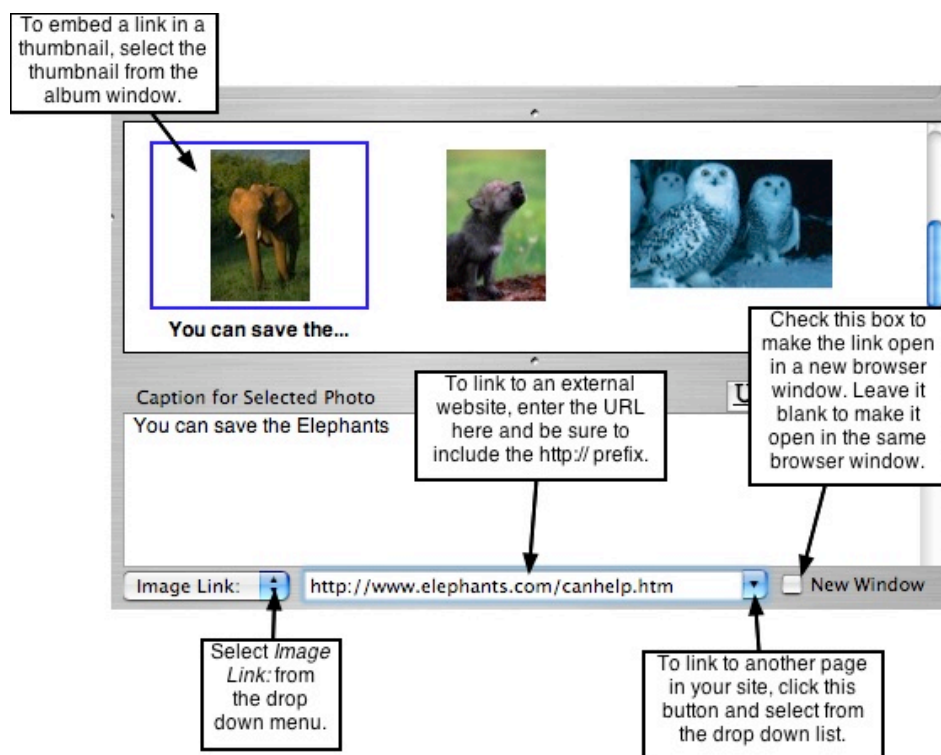 To embed a link in a
thumbnail, select the
thumbnail from the
album window.
You can save the...
Check this box to
make the link open
in a new browser
window. Leave it
blank to make it
open in the same
browser window.
Caption for Selected Photo
U
You can save the Elephants
To link to an external
website, enter the URL
here and be sure to
include the http:// prefix.
Image Link:
http://www.elephants.com/canhelp.htm
New Window
Select Image
Link: from
the drop
down menu.
To link to another page
in your site, click this
button and select from
the drop down list.